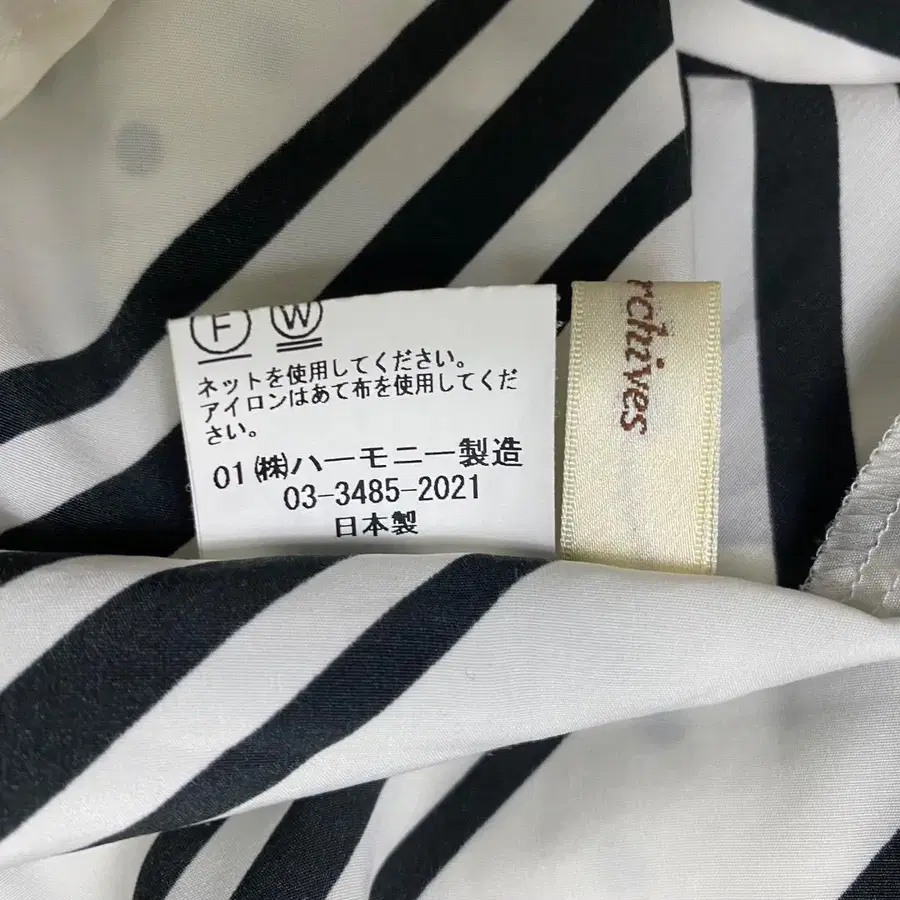 F W
ネットを使用してください。
アイロンはあて布を使用してくだ
さい。
01㈱ハーモニー製造
03-3485-2021
日本製
rchives